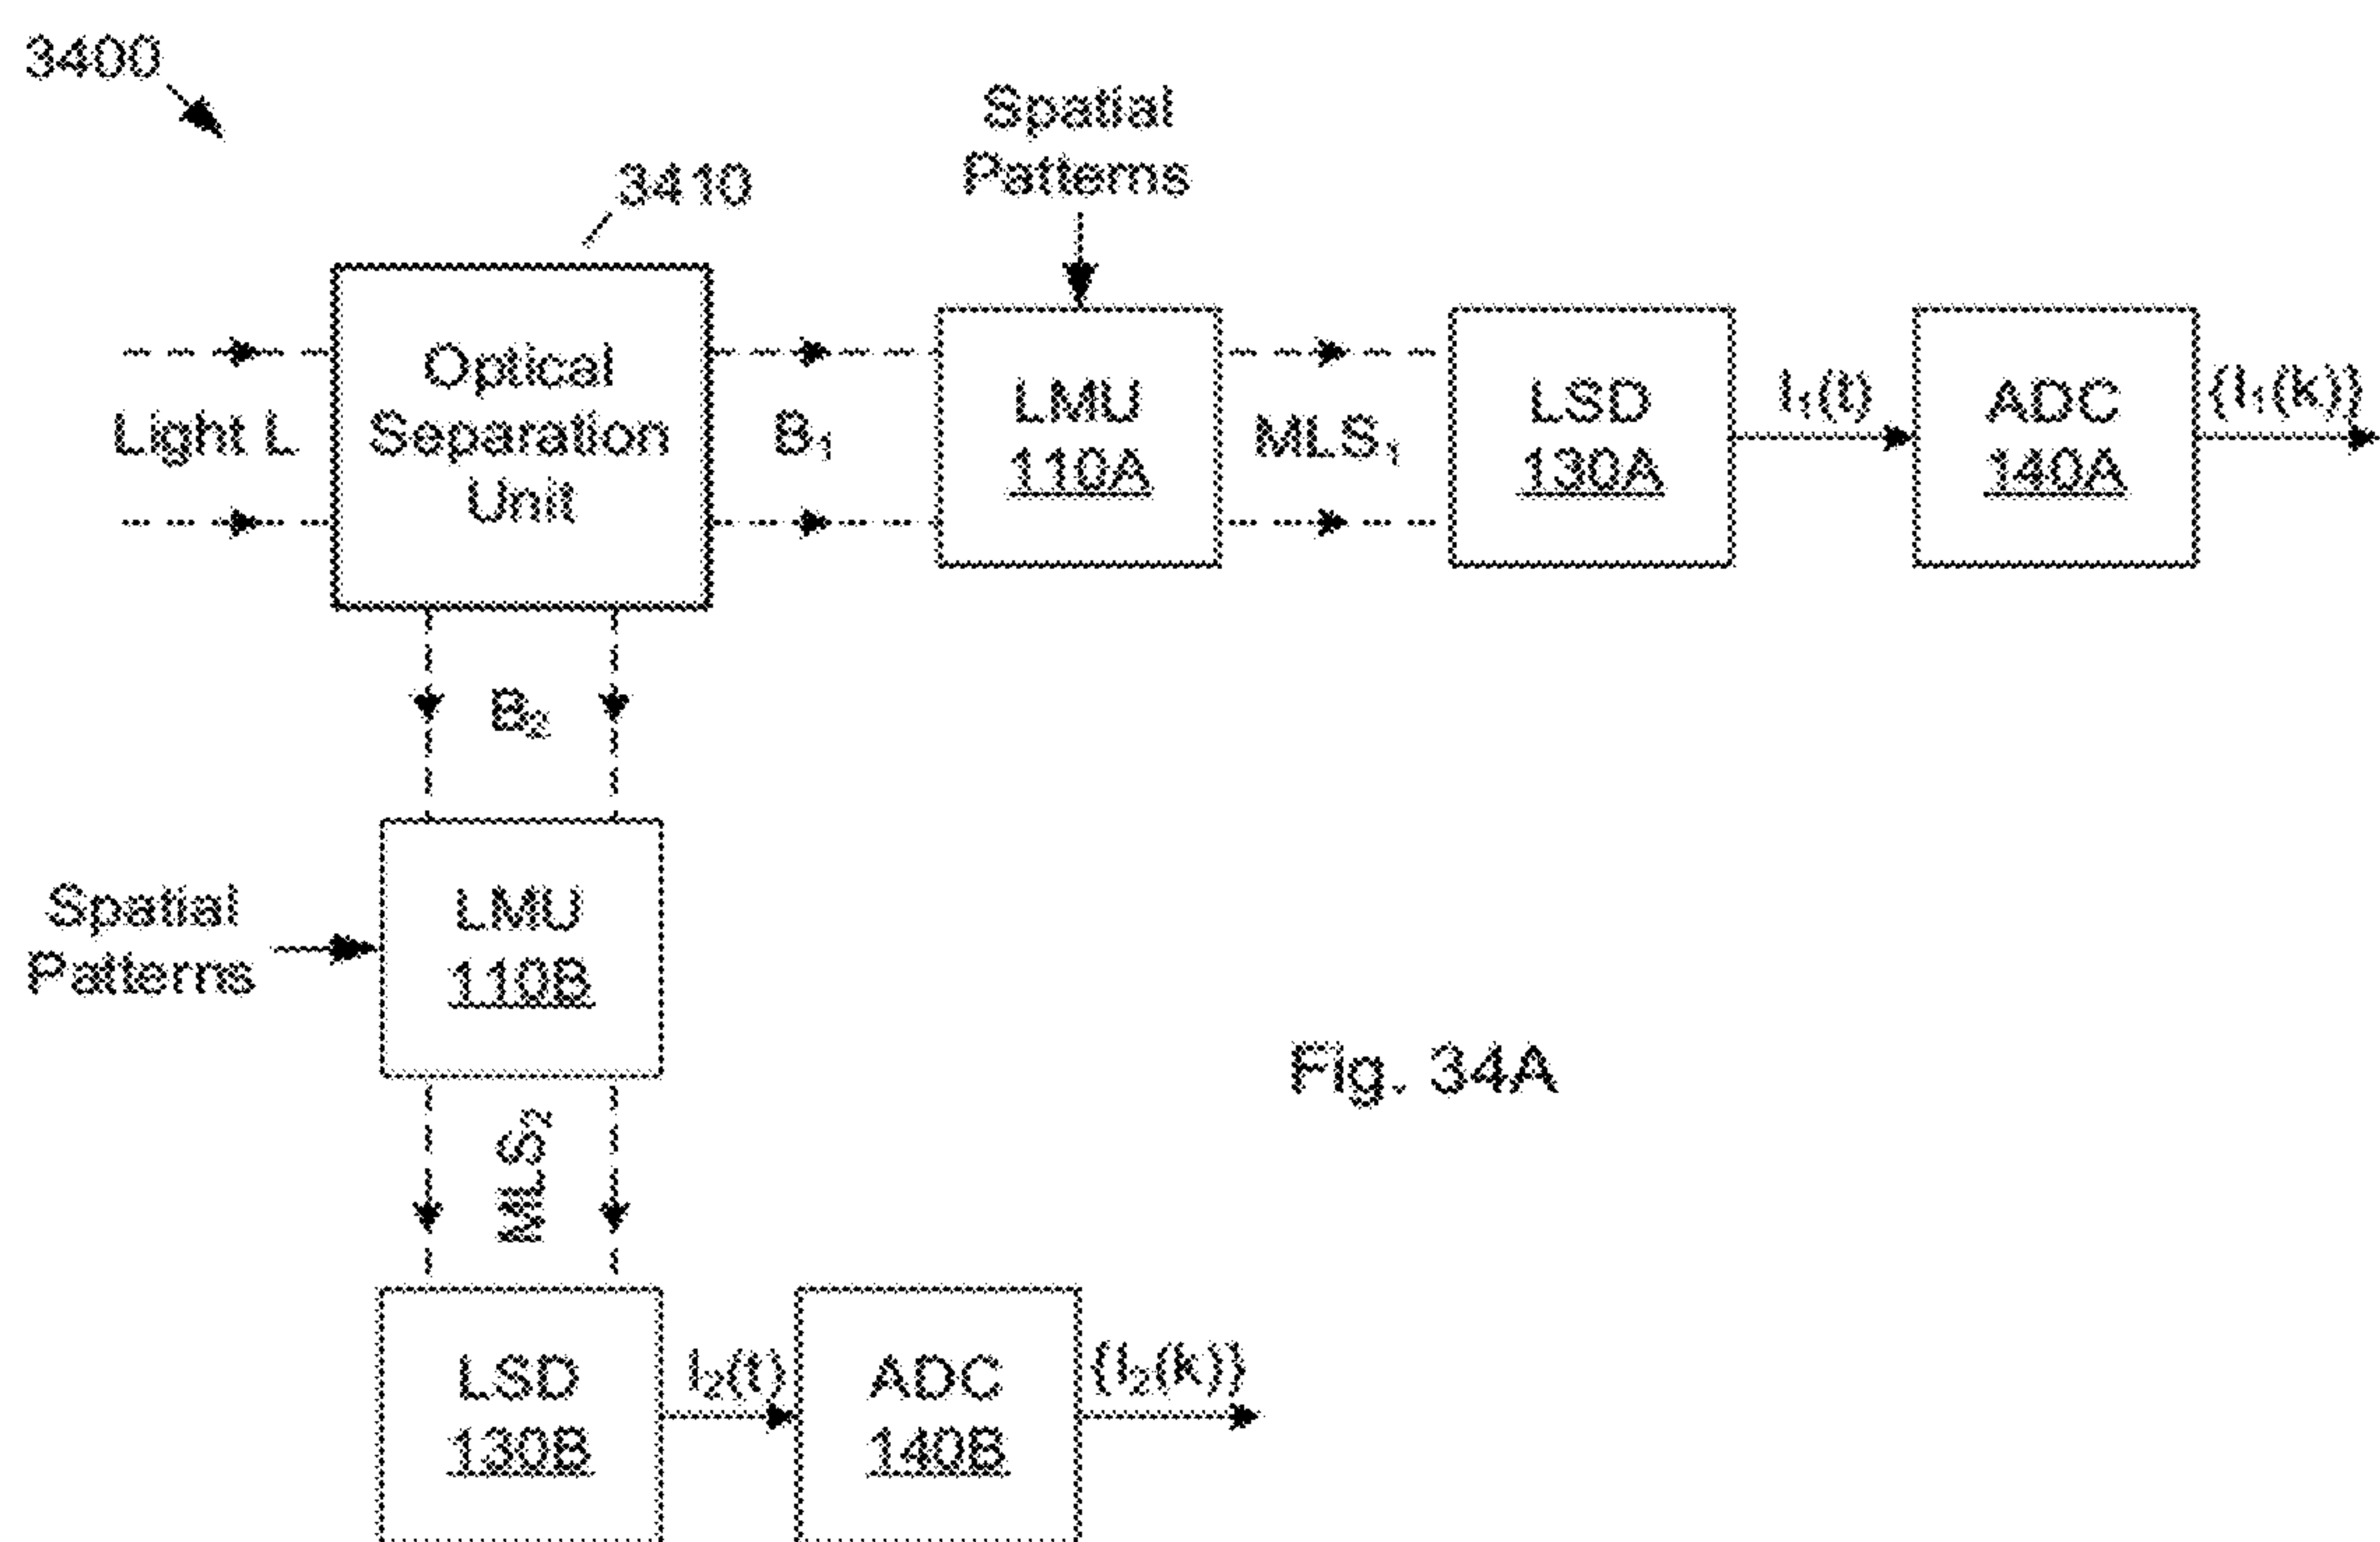 3400
3410
Spatial
Patterns
Light L
Optical
Separation
Unit
B₁
LMU
110A
MLS₁
LSD
130A
I₁(t)
ADC
140A
{I₁(k)}
B₂
Spatial
Patterns
LMU
110B
MLS₂
LSD
130B
I₂(t)
ADC
140B
{I₂(k)}
Fig. 34A